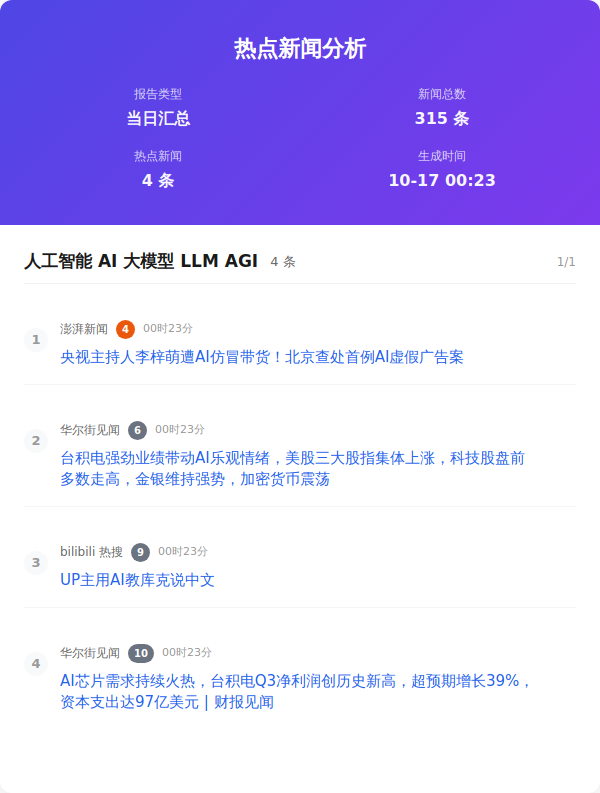 热点新闻分析
报告类型
当日汇总
新闻总数
315 条
热点新闻
4 条
生成时间
10-17 00:23
人工智能 AI 大模型 LLM AGI 4 条 1/1
1
澎湃新闻 4 00时23分
央视主持人李梓萌遭AI仿冒带货！北京查处首例AI虚假广告案
2
华尔街见闻 6 00时23分
台积电强劲业绩带动AI乐观情绪，美股三大股指集体上涨，科技股盘前
多数走高，金银维持强势，加密货币震荡
3
bilibili 热搜 9 00时23分
UP主用AI教库克说中文
4
华尔街见闻 10 00时23分
AI芯片需求持续火热，台积电Q3净利润创历史新高，超预期增长39%，
资本支出达97亿美元 | 财报见闻